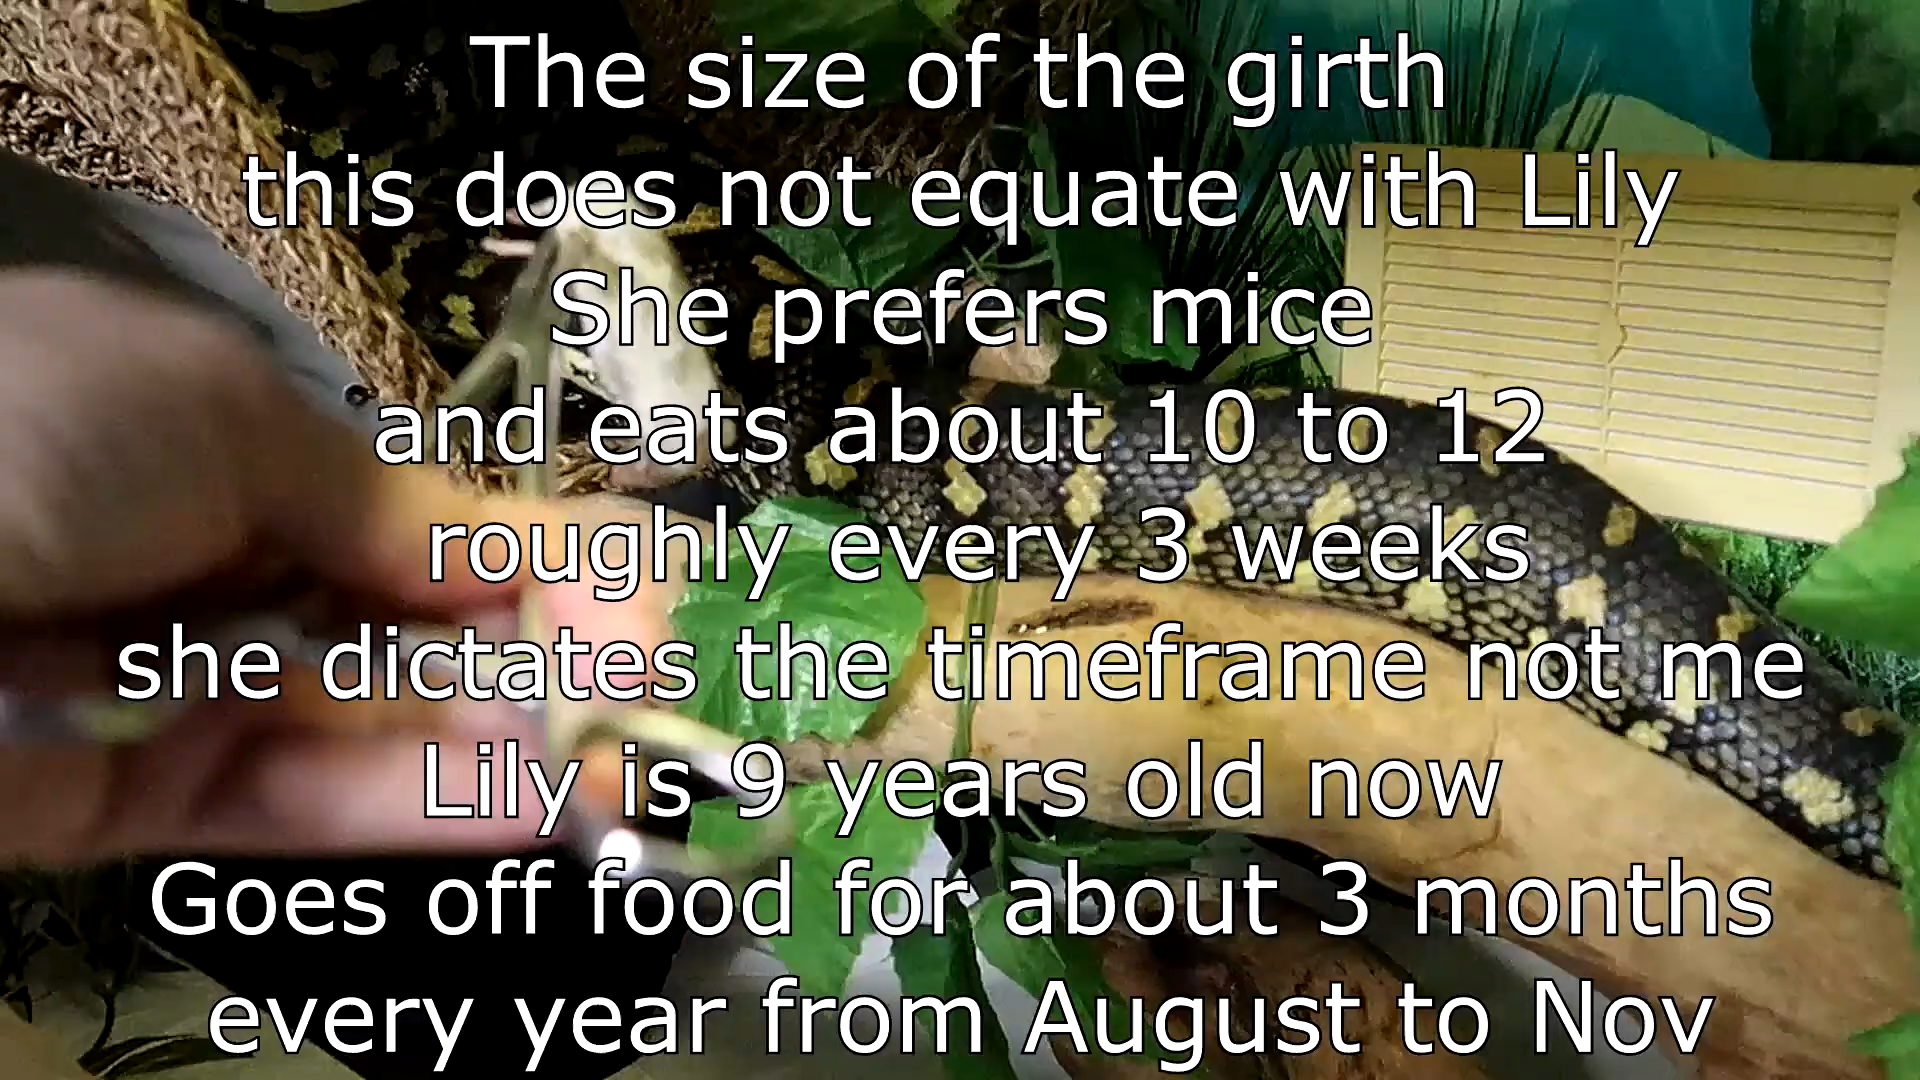 The size of the girth
this does not equate with Lily
She prefers mice
and eats about 10 to 12
roughly every 3 weeks
she dictates the timeframe not me
Lily is 9 years old now
Goes off food for about 3 months
every year from August to Nov